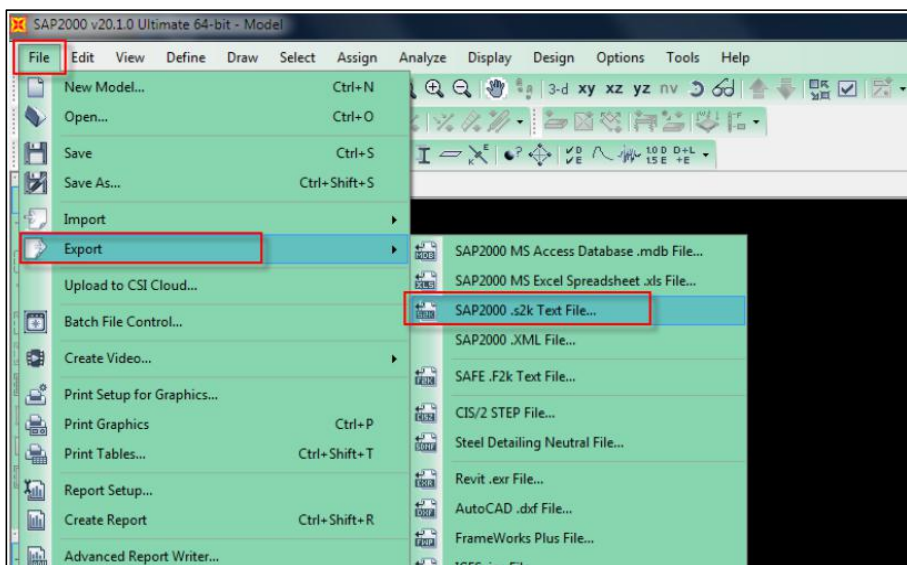 SAP2000 v20.1.0 Ultimate 64-bit - Model
File Edit View Define Draw Select Assign Analyze Display Design Options Tools Help
New Model... Ctrl+N
3-d xy xz yz nv
Open... Ctrl+O
Save Ctrl+S
Save As... Ctrl+Shift+S
Import
Export
SAP2000 MS Access Database .mdb File...
Upload to CSI Cloud...
SAP2000 MS Excel Spreadsheet .xls File...
Batch File Control...
SAP2000 .s2k Text File...
SAP2000 .XML File...
Create Video...
SAFE .F2k Text File...
Print Setup for Graphics...
CIS/2 STEP File...
Print Graphics Ctrl+P
Steel Detailing Neutral File...
Print Tables... Ctrl+Shift+T
Revit .exr File...
Report Setup...
AutoCAD .dxf File...
Create Report Ctrl+Shift+R
FrameWorks Plus File...
Advanced Report Writer...